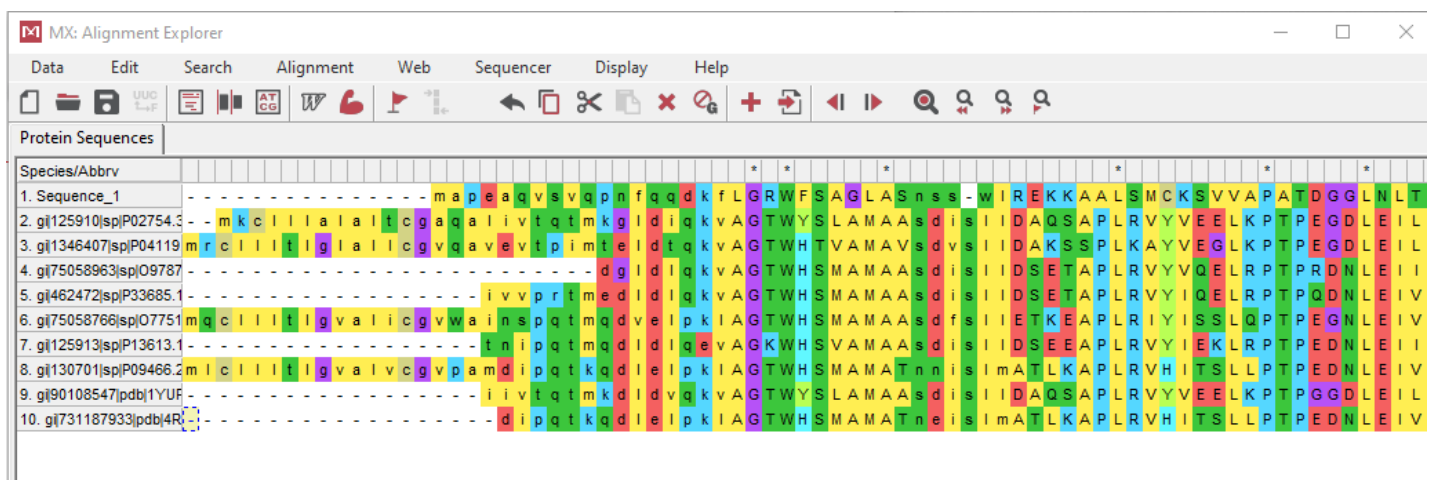 MX: Alignment Explorer
Data Edit Search Alignment Web Sequencer Display Help
Protein Sequences
Species/Abbrv * * * * * *
1. Sequence_1 - - - - - - - - - - - - - - - m a p e a q v s v q p n f q q d k f L G R W F S A G L A S n s s - w I R E K K A A L S M C K S V V A P A T D G G L N L T
2. gi|125910|sp|P02754.3 - - m k c l l l a l a l t c g a q a l i v t q t m k g l d i q k v A G T W Y S L A M A A s d i s l I D A Q S A P L R V Y V E E L K P T P E G D L E I L
3. gi|1346407|sp|P04119 m r c l l l t l g l a l l c g v q a v e v t p i m t e l d t q k v A G T W H T V A M A V s d v s l I D A K S S P L K A Y V E G L K P T P E G D L E I L
4. gi|75058963|sp|O9787 - - - - - - - - - - - - - - - - - - - - - - - - - d g l d l q k v A G T W H S M A M A A s d i s l I D S E T A P L R V Y V Q E L R P T P R D N L E I I
5. gi|462472|sp|P33685.1 - - - - - - - - - - - - - - - - - - i v v p r t m e d l d l q k v A G T W H S M A M A A s d i s l I D S E T A P L R V Y I Q E L R P T P Q D N L E I V
6. gi|75058766|sp|O7751 m q c l l l t l g v a l i c g v w a i n s p q t m q d v e l p k l A G T W H S M A M A A s d f s l I E T K E A P L R I Y I S S L Q P T P E G N L E I V
7. gi|125913|sp|P13613.1 - - - - - - - - - - - - - - - - - - t n i p q t m q d l d l q e v A G K W H S V A M A A s d i s l I D S E E A P L R V Y I E K L R P T P E D N L E I I
8. gi|130701|sp|P09466.2 m l c l l l t l g v a l v c g v p a m d i p q t k q d l e l p k l A G T W H S M A M A T n n i s l m A T L K A P L R V H I T S L L P T P E D N L E I V
9. gi|90108547|pdb|1YUF - - - - - - - - - - - - - - - - - - i i v t q t m k d l d v q k v A G T W Y S L A M A A s d i s l I D A Q S A P L R V Y V E E L K P T P G G D L E I L
10. gi|731187933|pdb|4R - - - - - - - - - - - - - - - - - - - d i p q t k q d l e l p k l A G T W H S M A M A T n e i s l m A T L K A P L R V H I T S L L P T P E D N L E I V